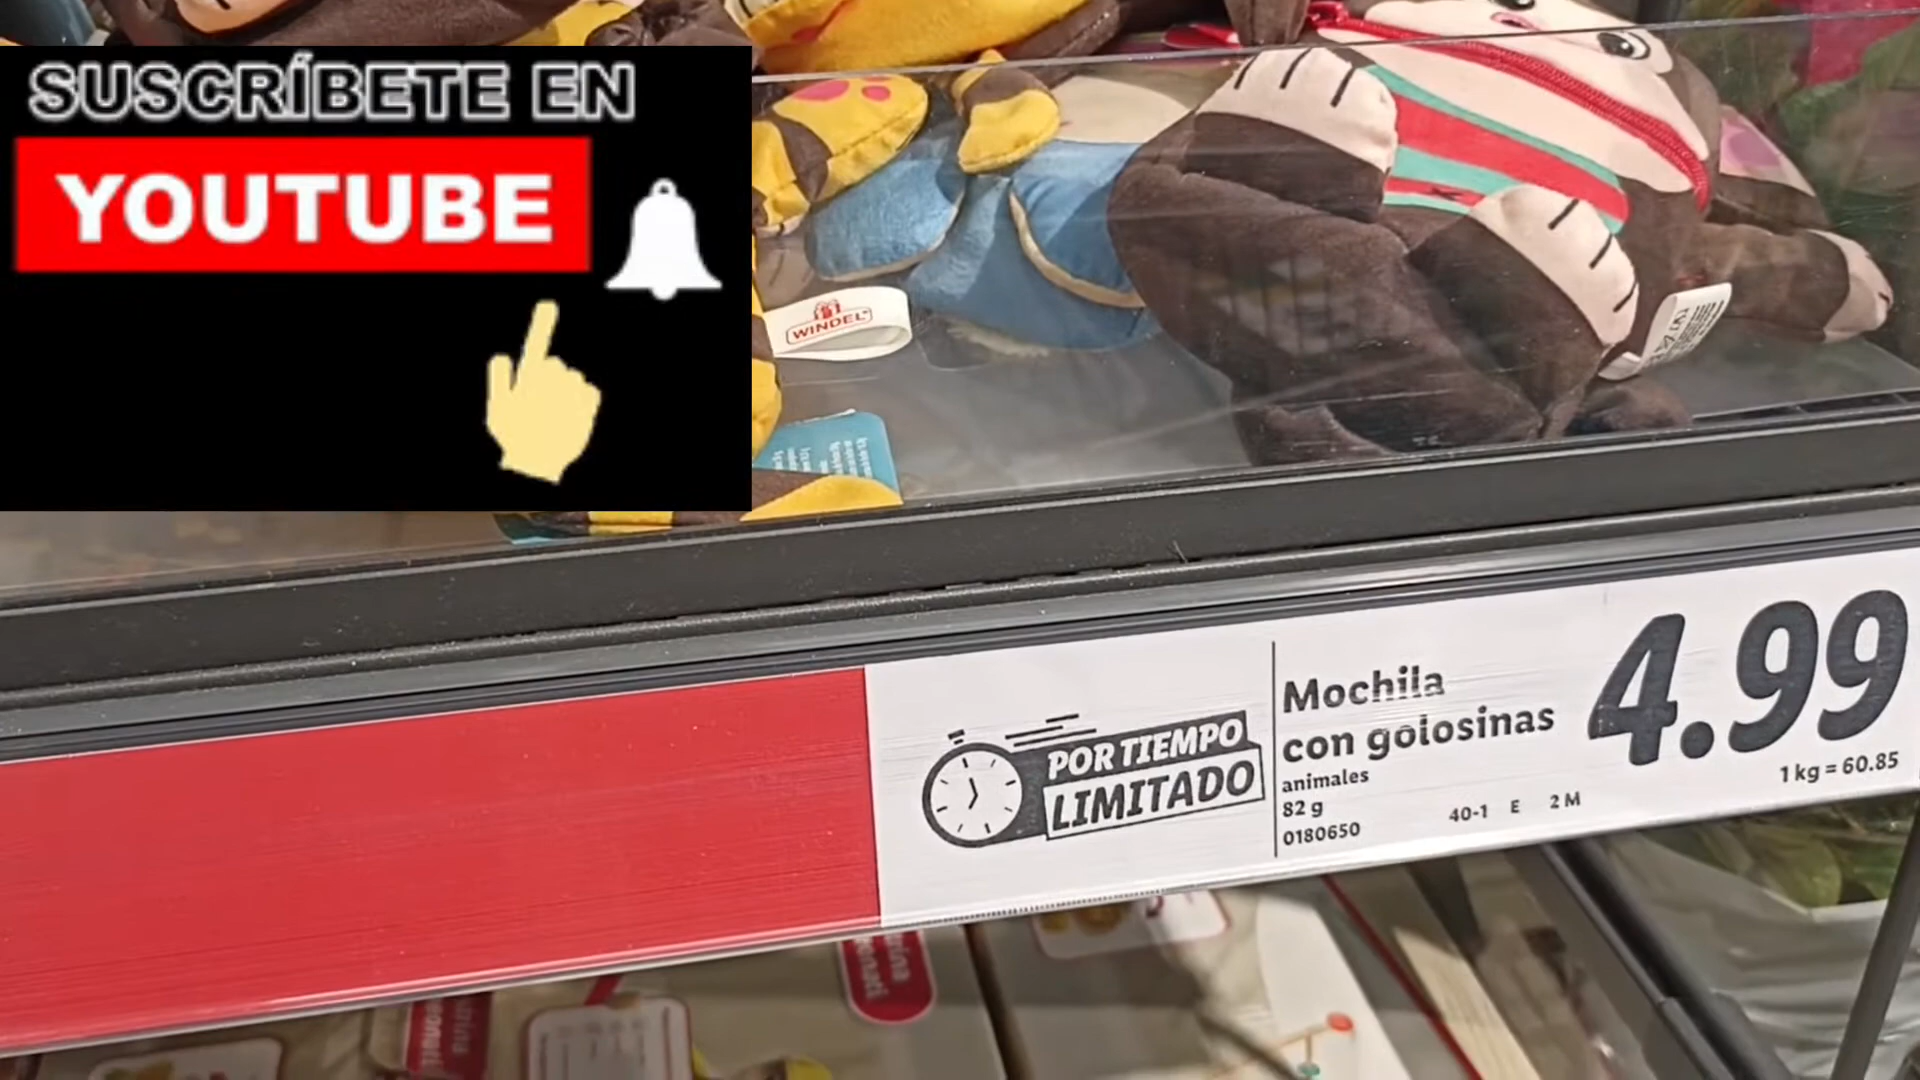 SUSCRÍBETE EN
YOUTUBE
WINDEL
POR TIEMPO
LIMITADO
Mochila
con golosinas
animales
82 g
0180650
40-1 E 2 M
4.99
1 kg = 60.85